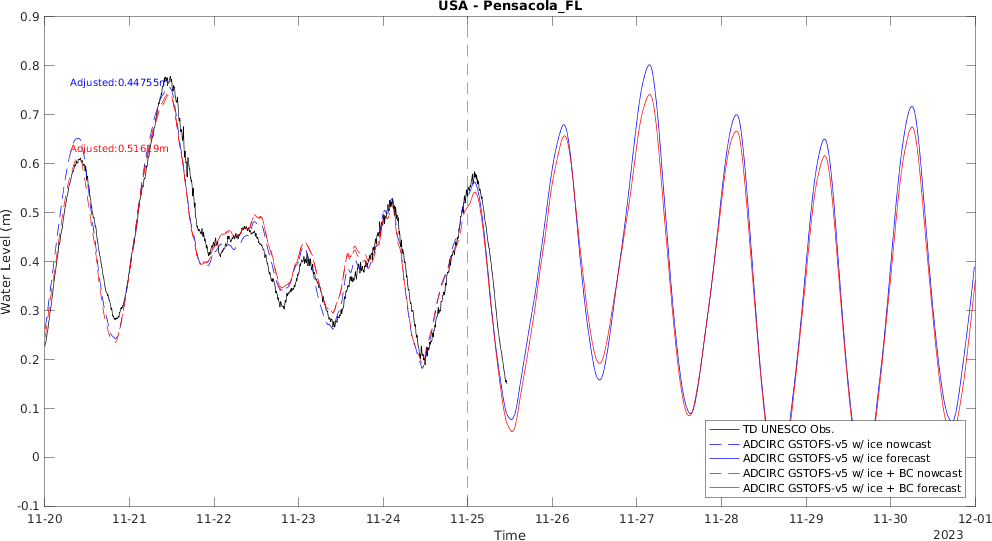 USA - Pensacola_FL
0.9
0.8
0.7
0.6
0.5
0.4
0.3
0.2
0.1
0
-0.1
Water Level (m)
Adjusted:0.44755m
Adjusted:0.51619m
TD UNESCO Obs.
ADCIRC GSTOFS-v5 w/ ice nowcast
ADCIRC GSTOFS-v5 w/ ice forecast
ADCIRC GSTOFS-v5 w/ ice + BC nowcast
ADCIRC GSTOFS-v5 w/ ice + BC forecast
11-20 11-21 11-22 11-23 11-24 11-25 11-26 11-27 11-28 11-29 11-30 12-01
Time
2023